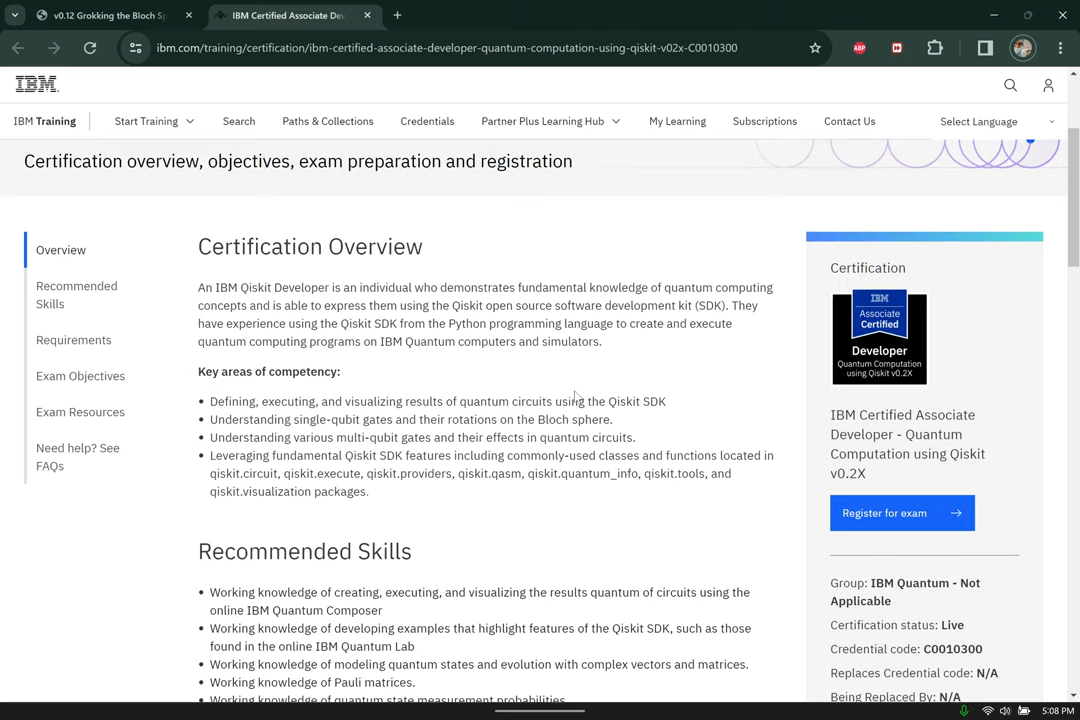 v0.12 Grokking the Bloch Sp
IBM Certified Associate Dev
ibm.com/training/certification/ibm-certified-associate-developer-quantum-computation-using-qiskit-v02x-C0010300
ABP
IBM
IBM Training
Start Training
Search
Paths & Collections
Credentials
Partner Plus Learning Hub
My Learning
Subscriptions
Contact Us
Select Language
Certification overview, objectives, exam preparation and registration
Overview
Recommended
Skills
Requirements
Exam Objectives
Exam Resources
Need help? See
FAQs
Certification Overview
An IBM Qiskit Developer is an individual who demonstrates fundamental knowledge of quantum computing
concepts and is able to express them using the Qiskit open source software development kit (SDK). They
have experience using the Qiskit SDK from the Python programming language to create and execute
quantum computing programs on IBM Quantum computers and simulators.
Key areas of competency:
• Defining, executing, and visualizing results of quantum circuits using the Qiskit SDK
• Understanding single-qubit gates and their rotations on the Bloch sphere.
• Understanding various multi-qubit gates and their effects in quantum circuits.
• Leveraging fundamental Qiskit SDK features including commonly-used classes and functions located in
qiskit.circuit, qiskit.execute, qiskit.providers, qiskit.qasm, qiskit.quantum_info, qiskit.tools, and
qiskit.visualization packages.
Recommended Skills
• Working knowledge of creating, executing, and visualizing the results quantum of circuits using the
online IBM Quantum Composer
• Working knowledge of developing examples that highlight features of the Qiskit SDK, such as those
found in the online IBM Quantum Lab
• Working knowledge of modeling quantum states and evolution with complex vectors and matrices.
• Working knowledge of Pauli matrices.
• Working knowledge of quantum state measurement probabilities
Certification
IBM
Associate
Certified
Developer
Quantum Computation
using Qiskit v0.2X
IBM Certified Associate
Developer - Quantum
Computation using Qiskit
v0.2X
Register for exam
Group: IBM Quantum - Not
Applicable
Certification status: Live
Credential code: C0010300
Replaces Credential code: N/A
Being Replaced By: N/A
5:08 PM